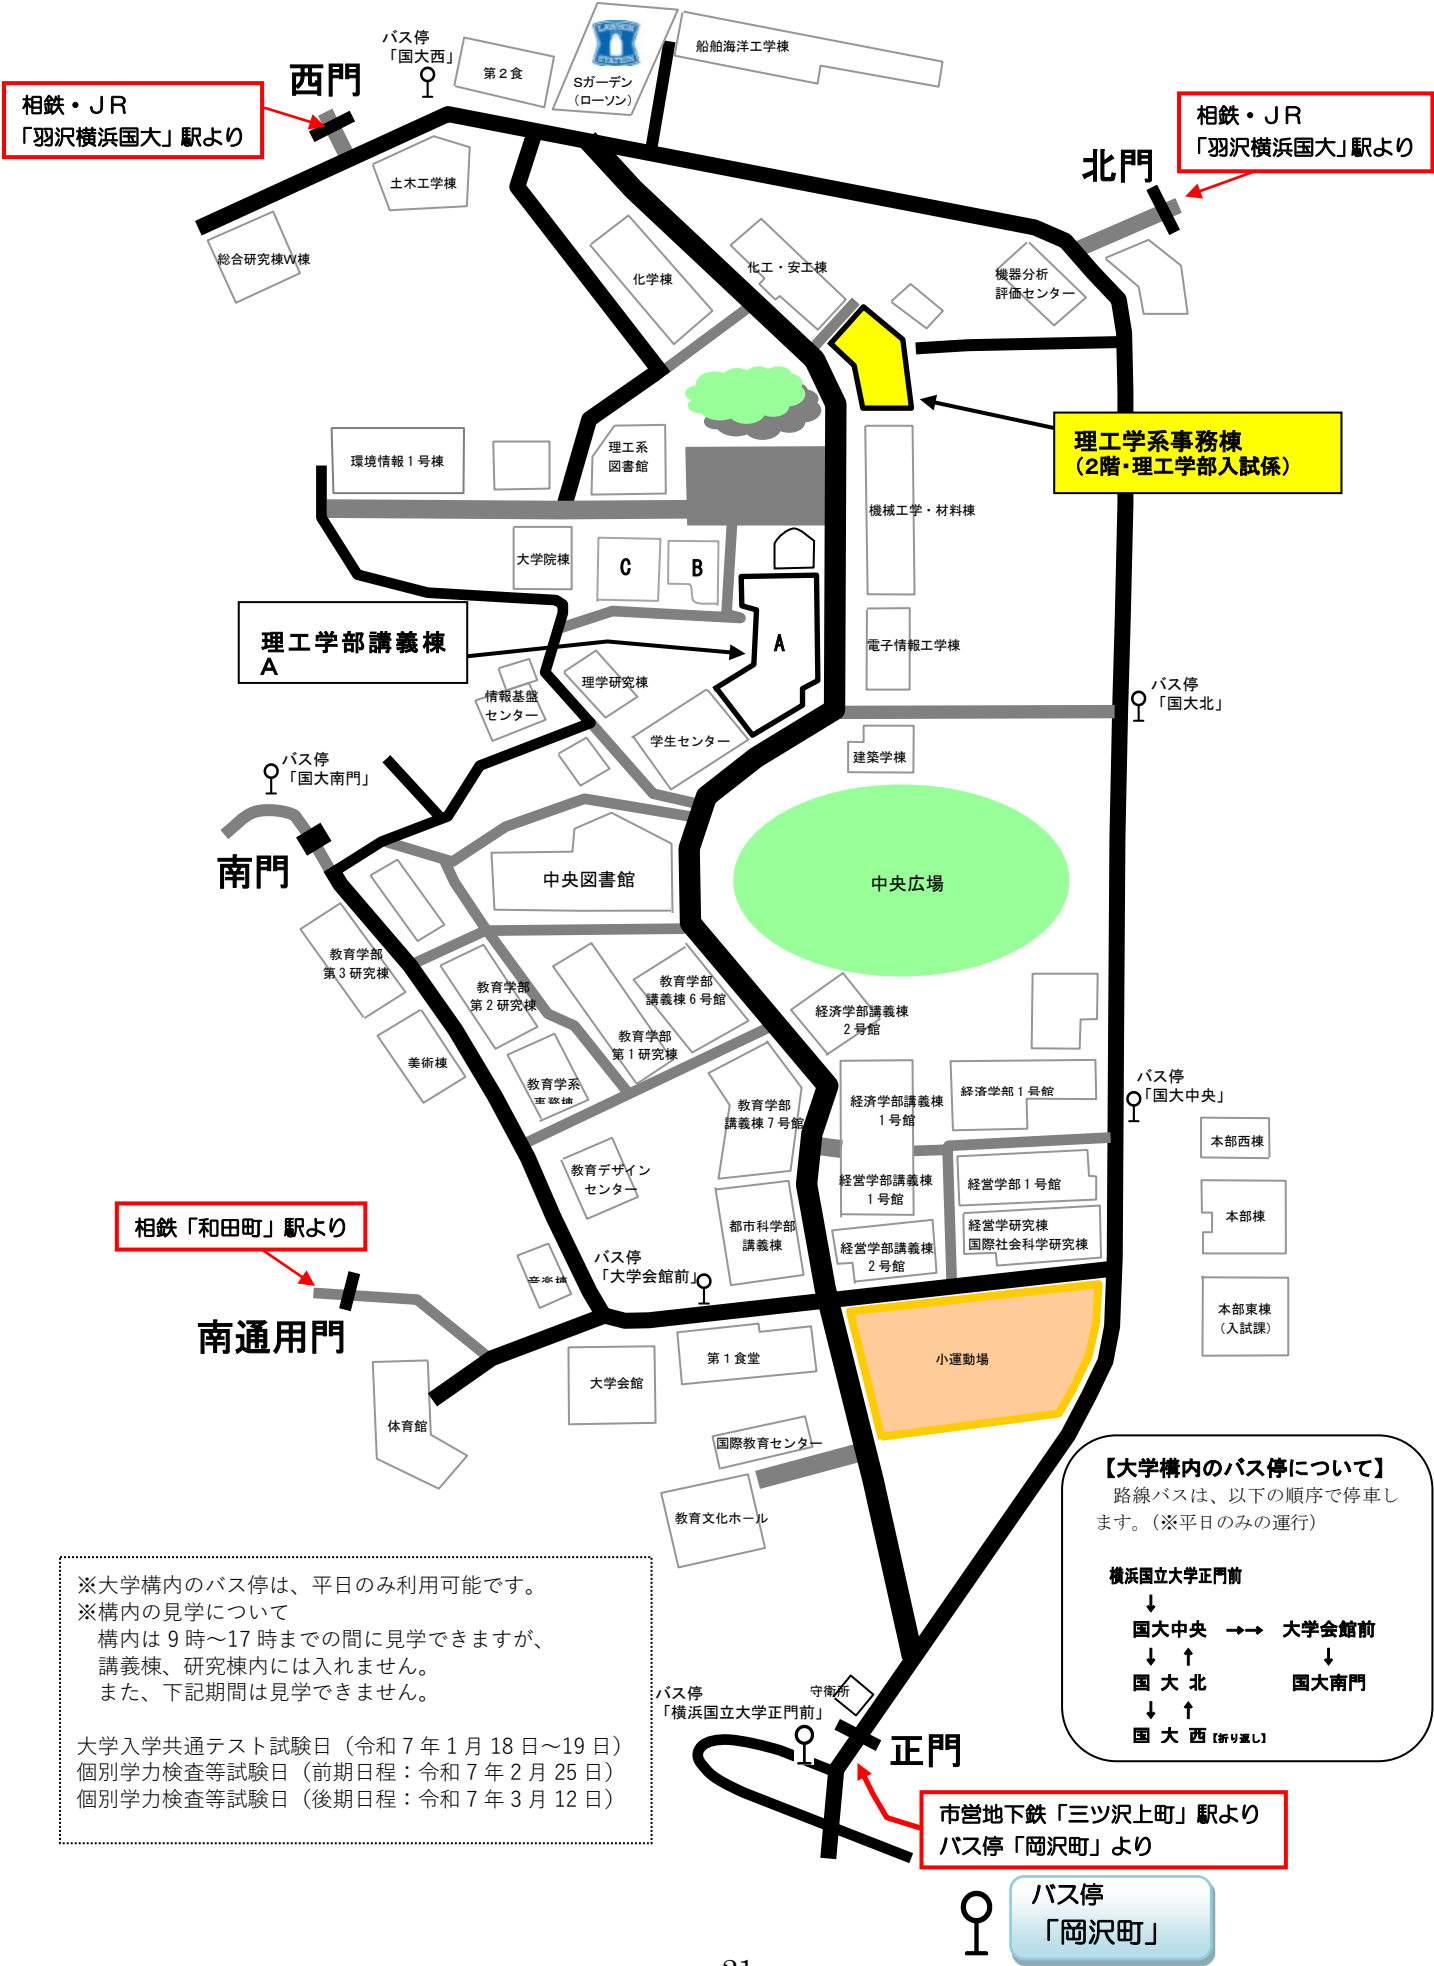 バス停
「国大西」
第２食
LAWSON
STATION
Sガーデン
（ローソン）
船舶海洋工学棟
西門
相鉄・ＪＲ
「羽沢横浜国大」駅より
相鉄・ＪＲ
「羽沢横浜国大」駅より
北門
土木工学棟
総合研究棟W棟
化学棟
化工・安工棟
機器分析
評価センター
理工学系事務棟
（2階・理工学部入試係）
環境情報１号棟
理工系
図書館
機械工学・材料棟
大学院棟
C
B
A
理工学部講義棟
A
電子情報工学棟
理学研究棟
情報基盤
センター
学生センター
バス停
「国大北」
建築学棟
バス停
「国大南門」
南門
中央図書館
中央広場
教育学部
第３研究棟
教育学部
第２研究棟
教育学部
講義棟６号館
教育学部
第１研究棟
美術棟
教育学系
事務棟
経済学部講義棟
２号館
教育学部
講義棟７号館
経済学部講義棟
１号館
経済学部１号館
バス停
「国大中央」
本部西棟
教育デザイン
センター
経営学部講義棟
１号館
経営学部１号館
本部棟
都市科学部
講義棟
経営学研究棟
国際社会科学研究棟
経営学部講義棟
２号館
相鉄「和田町」駅より
音楽棟
バス停
「大学会館前」
本部東棟
（入試課）
南通用門
第１食堂
小運動場
大学会館
体育館
国際教育センター
教育文化ホール
【大学構内のバス停について】
路線バスは、以下の順序で停車し
ます。（※平日のみの運行）
横浜国立大学正門前
↓
国大中央 →→ 大学会館前
↓ ↑ ↓
国 大 北 国大南門
↓ ↑
国 大 西【折り返し】
※大学構内のバス停は、平日のみ利用可能です。
※構内の見学について
構内は 9 時～17 時までの間に見学できますが、
講義棟、研究棟内には入れません。
また、下記期間は見学できません。
大学入学共通テスト試験日（令和 7 年 1 月 18 日～19 日）
個別学力検査等試験日（前期日程：令和 7 年 2 月 25 日）
個別学力検査等試験日（後期日程：令和 7 年 3 月 12 日）
守衛所
バス停
「横浜国立大学正門前」
正門
市営地下鉄「三ツ沢上町」駅より
バス停「岡沢町」より
バス停
「岡沢町」
21